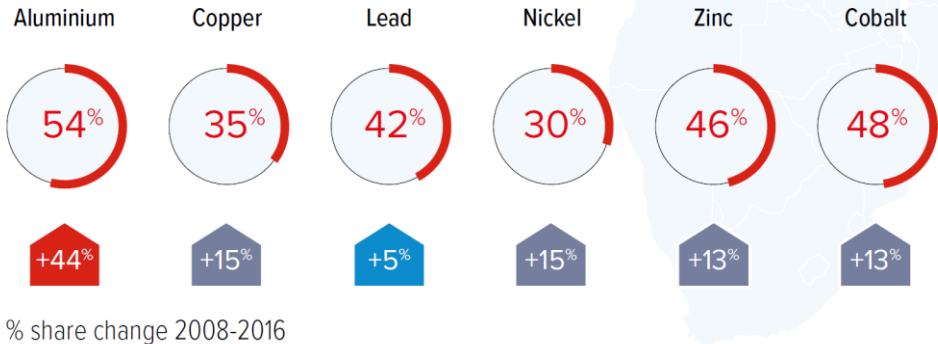 Aluminium Copper Lead Nickel Zinc Cobalt
54% 35% 42% 30% 46% 48%
+44% +15% +5% +15% +13% +13%
% share change 2008-2016